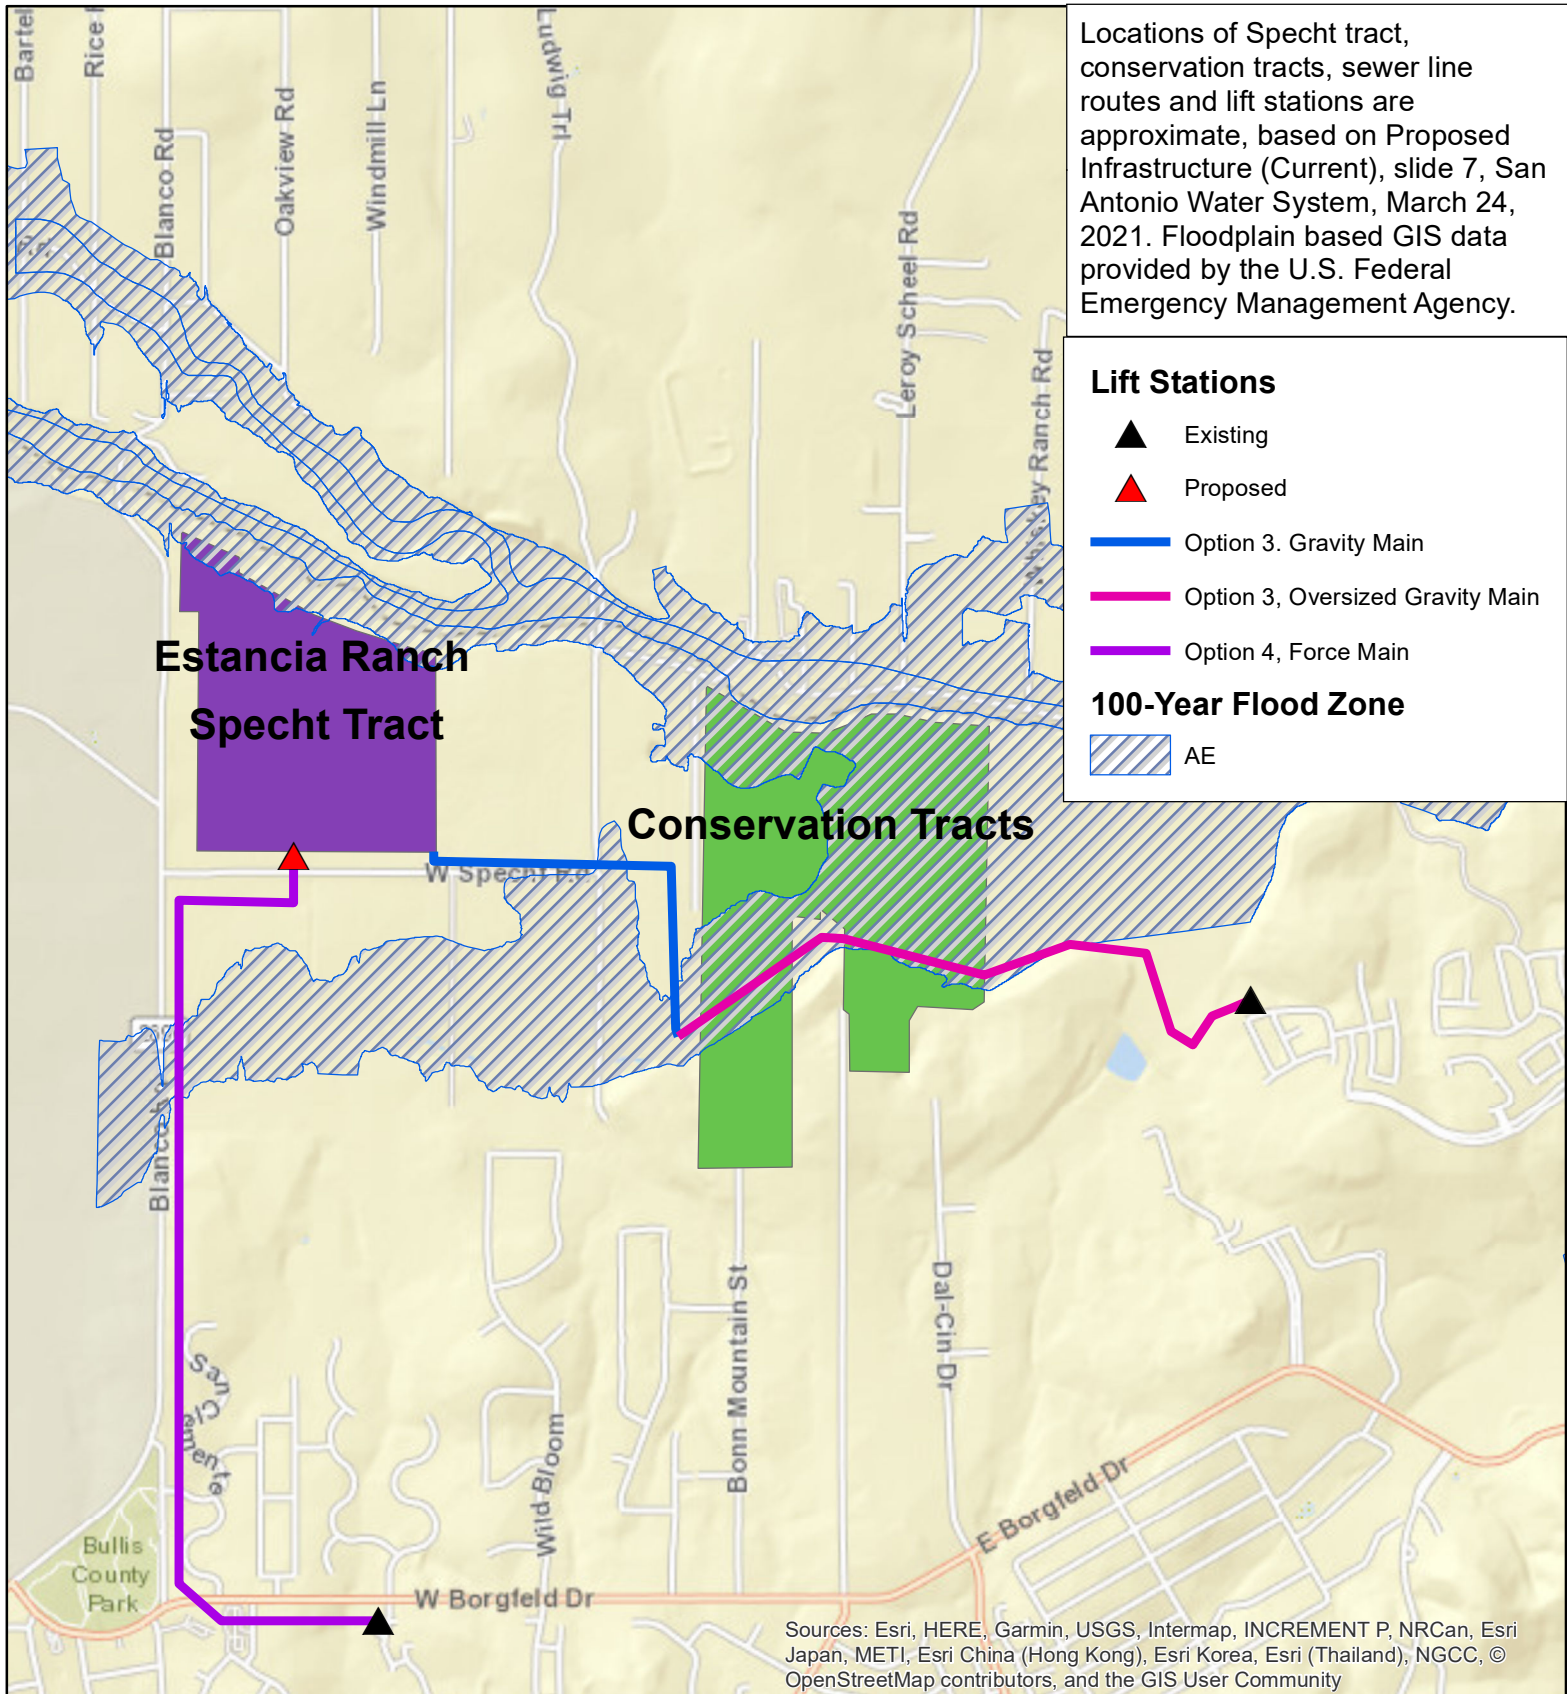 Locations of Specht tract,
conservation tracts, sewer line
routes and lift stations are
approximate, based on Proposed
Infrastructure (Current), slide 7, San
Antonio Water System, March 24,
2021. Floodplain based GIS data
provided by the U.S. Federal
Emergency Management Agency.
Lift Stations
Existing
Proposed
Option 3. Gravity Main
Option 3, Oversized Gravity Main
Option 4, Force Main
100-Year Flood Zone
AE
Bartel
Rice
Blanco Rd
Oakview Rd
Windmill Ln
Ludwig Trl
Leroy Scheel Rd
Ranch Rd
Rd
Estancia Ranch
Specht Tract
Conservation Tracts
W Specht Rd
Blanco
San Clemente
Wild Bloom
Bonn Mountain St
Dal-Cin Dr
E Borgfeld Dr
W Borgfeld Dr
Bullis
County
Park
Sources: Esri, HERE, Garmin, USGS, Intermap, INCREMENT P, NRCan, Esri
Japan, METI, Esri China (Hong Kong), Esri Korea, Esri (Thailand), NGCC, ©
OpenStreetMap contributors, and the GIS User Community